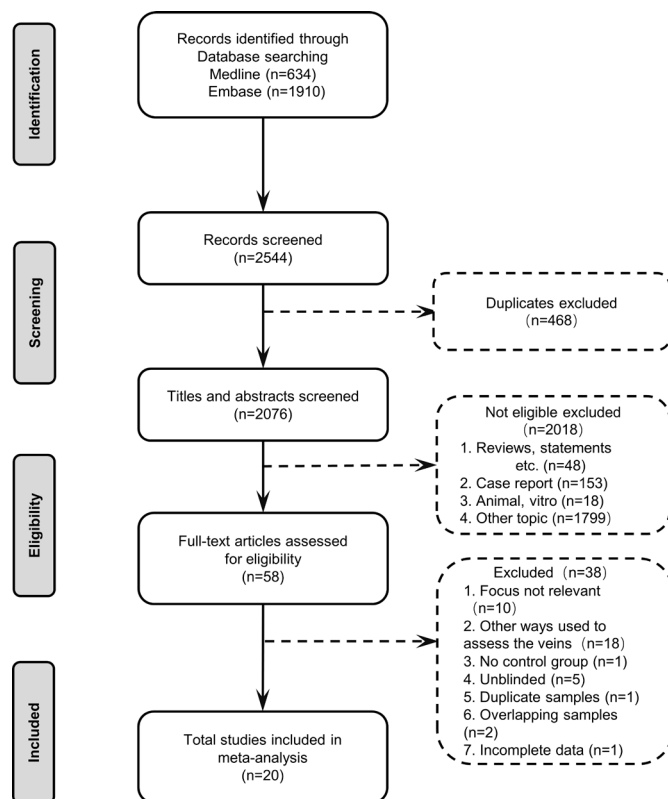 Identification
Records identified through
Database searching
Medline (n=634)
Embase (n=1910)
Screening
Records screened
(n=2544)
Duplicates excluded
(n=468)
Titles and abstracts screened
(n=2076)
Not eligible excluded
(n=2018)
1. Reviews, statements
etc. (n=48)
2. Case report (n=153)
3. Animal, vitro (n=18)
4. Other topic (n=1799)
Eligibility
Full-text articles assessed
for eligibility
(n=58)
Excluded (n=38)
1. Focus not relevant
(n=10)
2. Other ways used to
assess the veins (n=18)
3. No control group (n=1)
4. Unblinded (n=5)
5. Duplicate samples (n=1)
6. Overlapping samples
(n=2)
7. Incomplete data (n=1)
Included
Total studies included in
meta-analysis
(n=20)